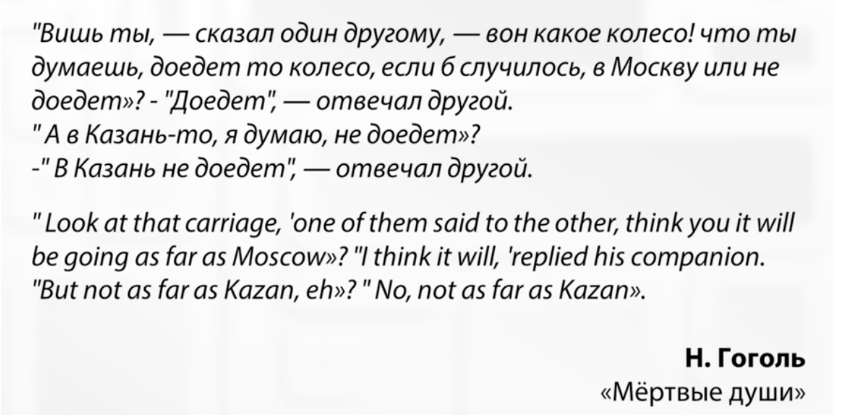 "Вишь ты, — сказал один другому, — вон какое колесо! что ты
думаешь, доедет то колесо, если б случилось, в Москву или не
доедет»? - "Доедет", — отвечал другой.
" А в Казань-то, я думаю, не доедет»?
-" В Казань не доедет", — отвечал другой.
" Look at that carriage, 'one of them said to the other, think you it will
be going as far as Moscow»? "I think it will, 'replied his companion.
"But not as far as Kazan, eh»? " No, not as far as Kazan».
Н. Гоголь
«Мёртвые души»